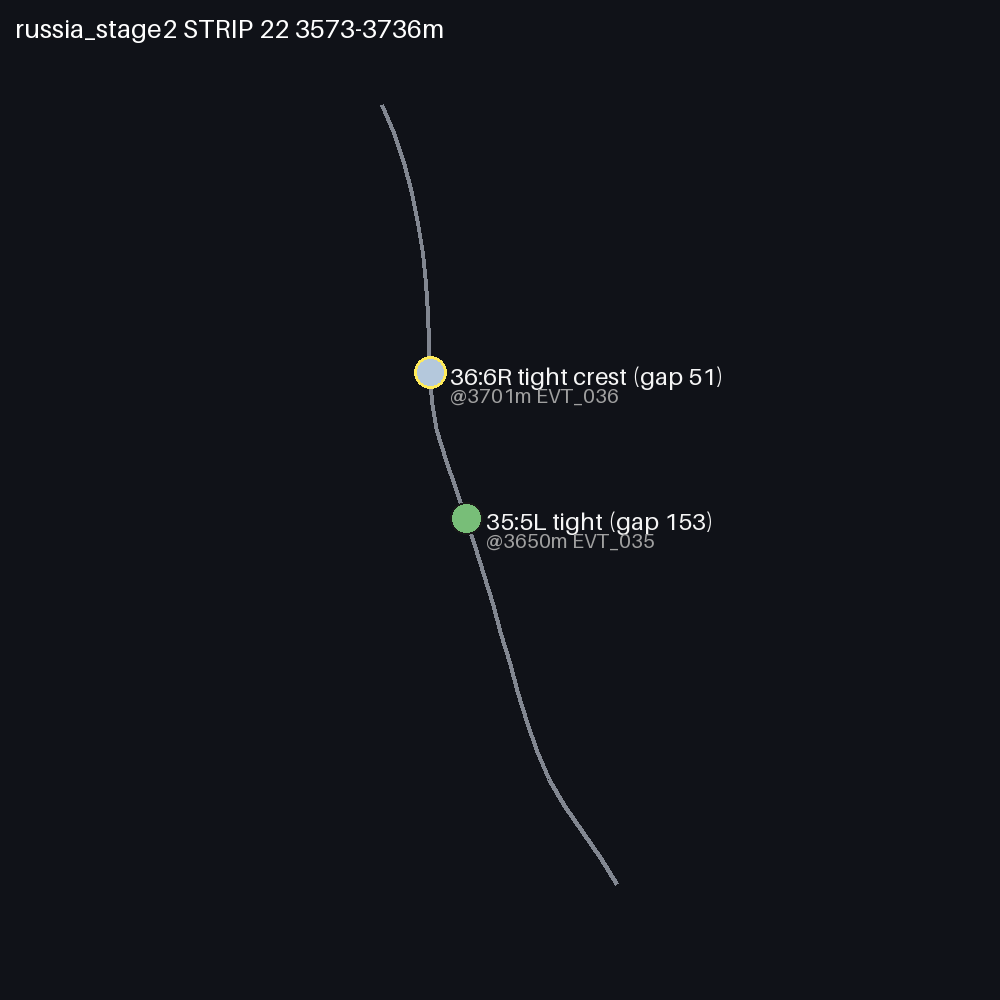 russia_stage2 STRIP 22 3573-3736m
36:6R tight crest (gap 51)
@3701m EVT_036
35:5L tight (gap 153)
@3650m EVT_035